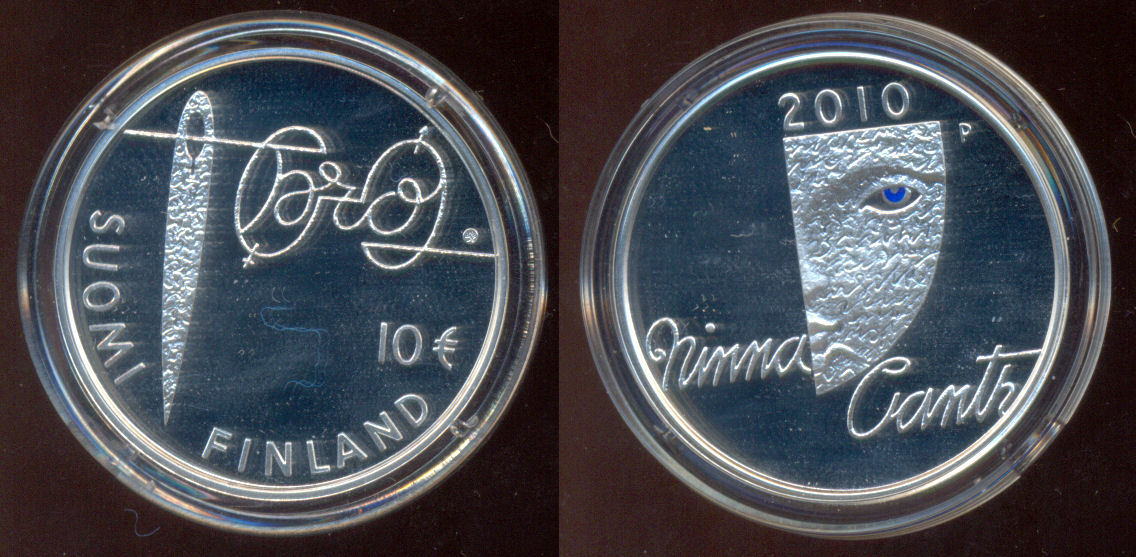 SUOMI
10 €
FINLAND
2010
P
Minna
Canth